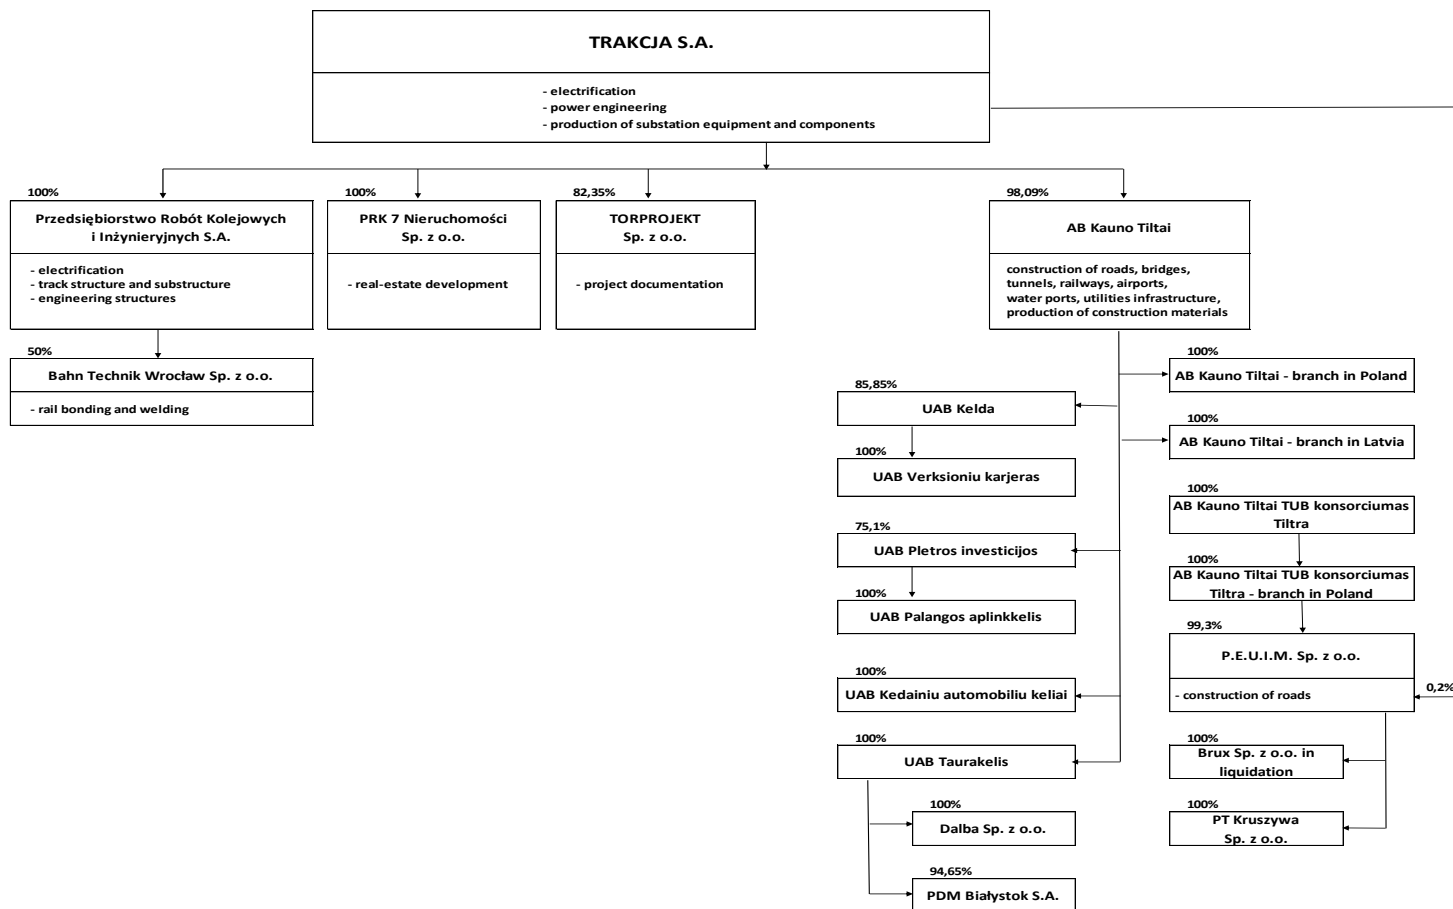 TRAKCJA S.A.
- electrification
- power engineering
- production of substation equipment and components
100%
Przedsiębiorstwo Robót Kolejowych
i Inżynieryjnych S.A.
- electrification
- track structure and substructure
- engineering structures
50%
Bahn Technik Wrocław Sp. z o.o.
- rail bonding and welding
100%
PRK 7 Nieruchomości
Sp. z o.o.
- real-estate development
82,35%
TORPROJEKT
Sp. z o.o.
- project documentation
98,09%
AB Kauno Tiltai
construction of roads, bridges,
tunnels, railways, airports,
water ports, utilities infrastructure,
production of construction materials
85,85%
UAB Kelda
100%
UAB Verksioniu karjeras
75,1%
UAB Pletros investicijos
100%
UAB Palangos aplinkkelis
100%
UAB Kedainiu automobiliu keliai
100%
UAB Taurakelis
100%
Dalba Sp. z o.o.
94,65%
PDM Białystok S.A.
100%
AB Kauno Tiltai - branch in Poland
100%
AB Kauno Tiltai - branch in Latvia
100%
AB Kauno Tiltai TUB konsorciumas
Tiltra
100%
AB Kauno Tiltai TUB konsorciumas
Tiltra - branch in Poland
99,3%
P.E.U.I.M. Sp. z o.o.
- construction of roads
0,2%
100%
Brux Sp. z o.o. in
liquidation
100%
PT Kruszywa
Sp. z o.o.